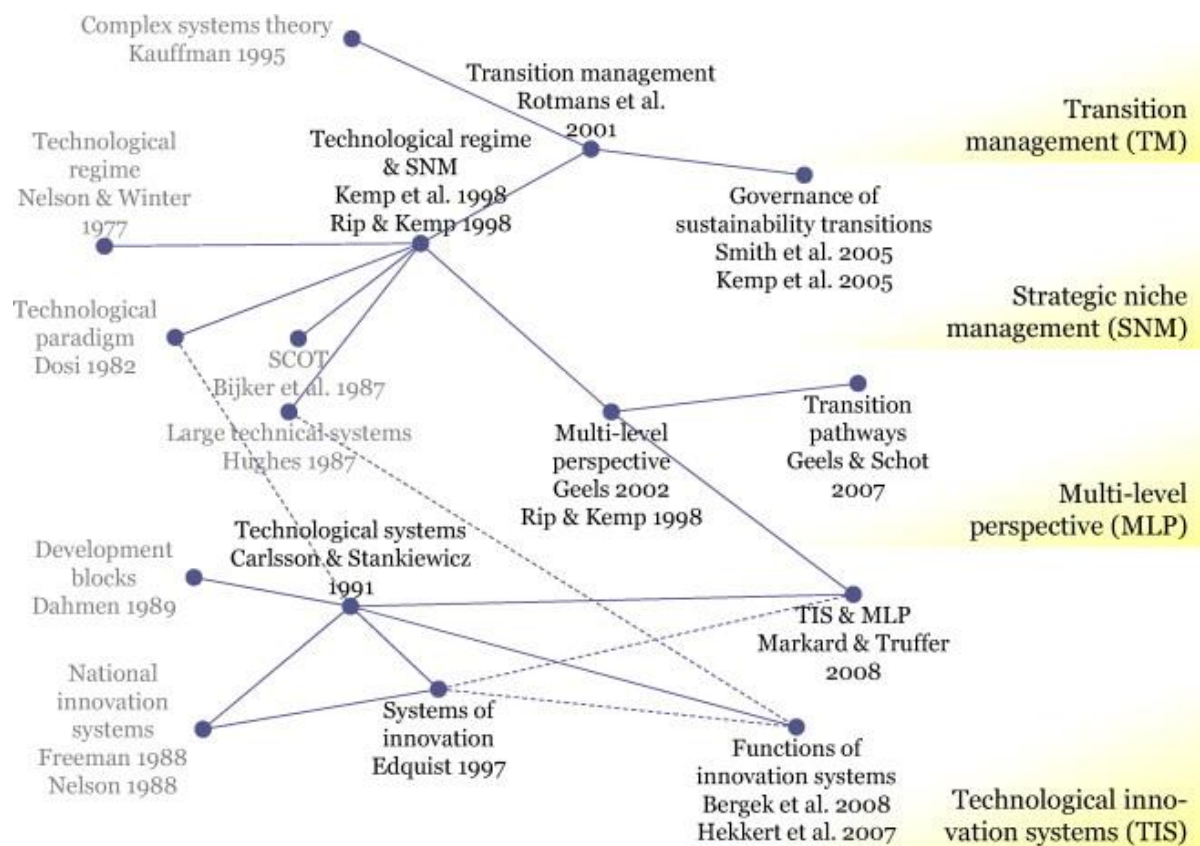 Complex systems theory
Kauffman 1995
Transition management
Rotmans et al.
2001
Transition
management (TM)
Technological
regime
Nelson & Winter
1977
Technological regime
& SNM
Kemp et al. 1998
Rip & Kemp 1998
Governance of
sustainability transitions
Smith et al. 2005
Kemp et al. 2005
Strategic niche
management (SNM)
Technological
paradigm
Dosi 1982
SCOT
Bijker et al. 1987
Large technical systems
Hughes 1987
Multi-level
perspective
Geels 2002
Rip & Kemp 1998
Transition
pathways
Geels & Schot
2007
Multi-level
perspective (MLP)
Development
blocks
Dahmen 1989
Technological systems
Carlsson & Stankiewicz
1991
TIS & MLP
Markard & Truffer
2008
National
innovation
systems
Freeman 1988
Nelson 1988
Systems of
innovation
Edquist 1997
Functions of
innovation systems
Bergek et al. 2008
Hekkert et al. 2007
Technological inno-
vation systems (TIS)